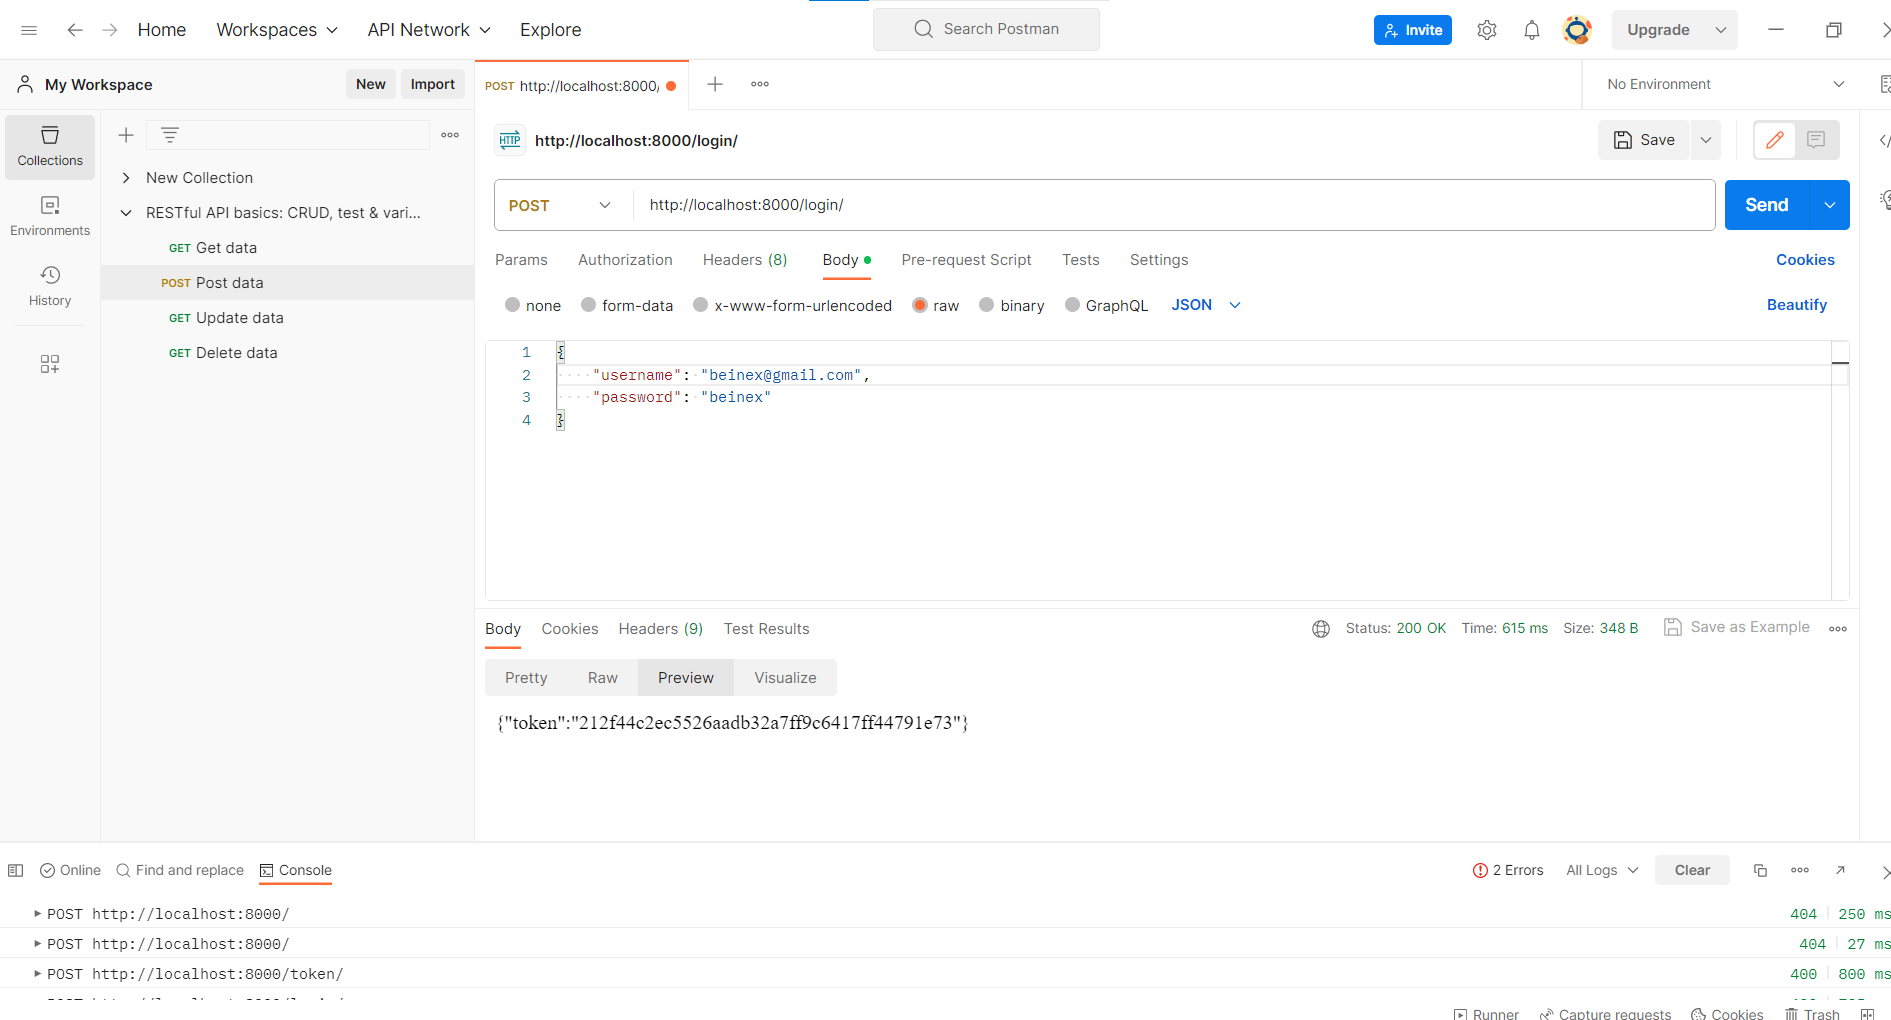 Home Workspaces API Network Explore Search Postman Invite Upgrade
My Workspace New Import POST http://localhost:8000/ No Environment
Collections
Environments
History
New Collection
RESTful API basics: CRUD, test & vari...
GET Get data
POST Post data
GET Update data
GET Delete data
HTTP http://localhost:8000/login/ Save
POST http://localhost:8000/login/ Send
Params Authorization Headers (8) Body Pre-request Script Tests Settings Cookies
none form-data x-www-form-urlencoded raw binary GraphQL JSON Beautify
1 {
2 "username": "beinex@gmail.com",
3 "password": "beinex"
4 }
Body Cookies Headers (9) Test Results Status: 200 OK Time: 615 ms Size: 348 B Save as Example
Pretty Raw Preview Visualize
{"token":"212f44c2ec5526aadb32a7ff9c6417ff44791e73"}
Online Find and replace Console 2 Errors All Logs Clear
POST http://localhost:8000/ 404 250 ms
POST http://localhost:8000/ 404 27 ms
POST http://localhost:8000/token/ 400 800 ms
Runner Capture requests Cookies Trash